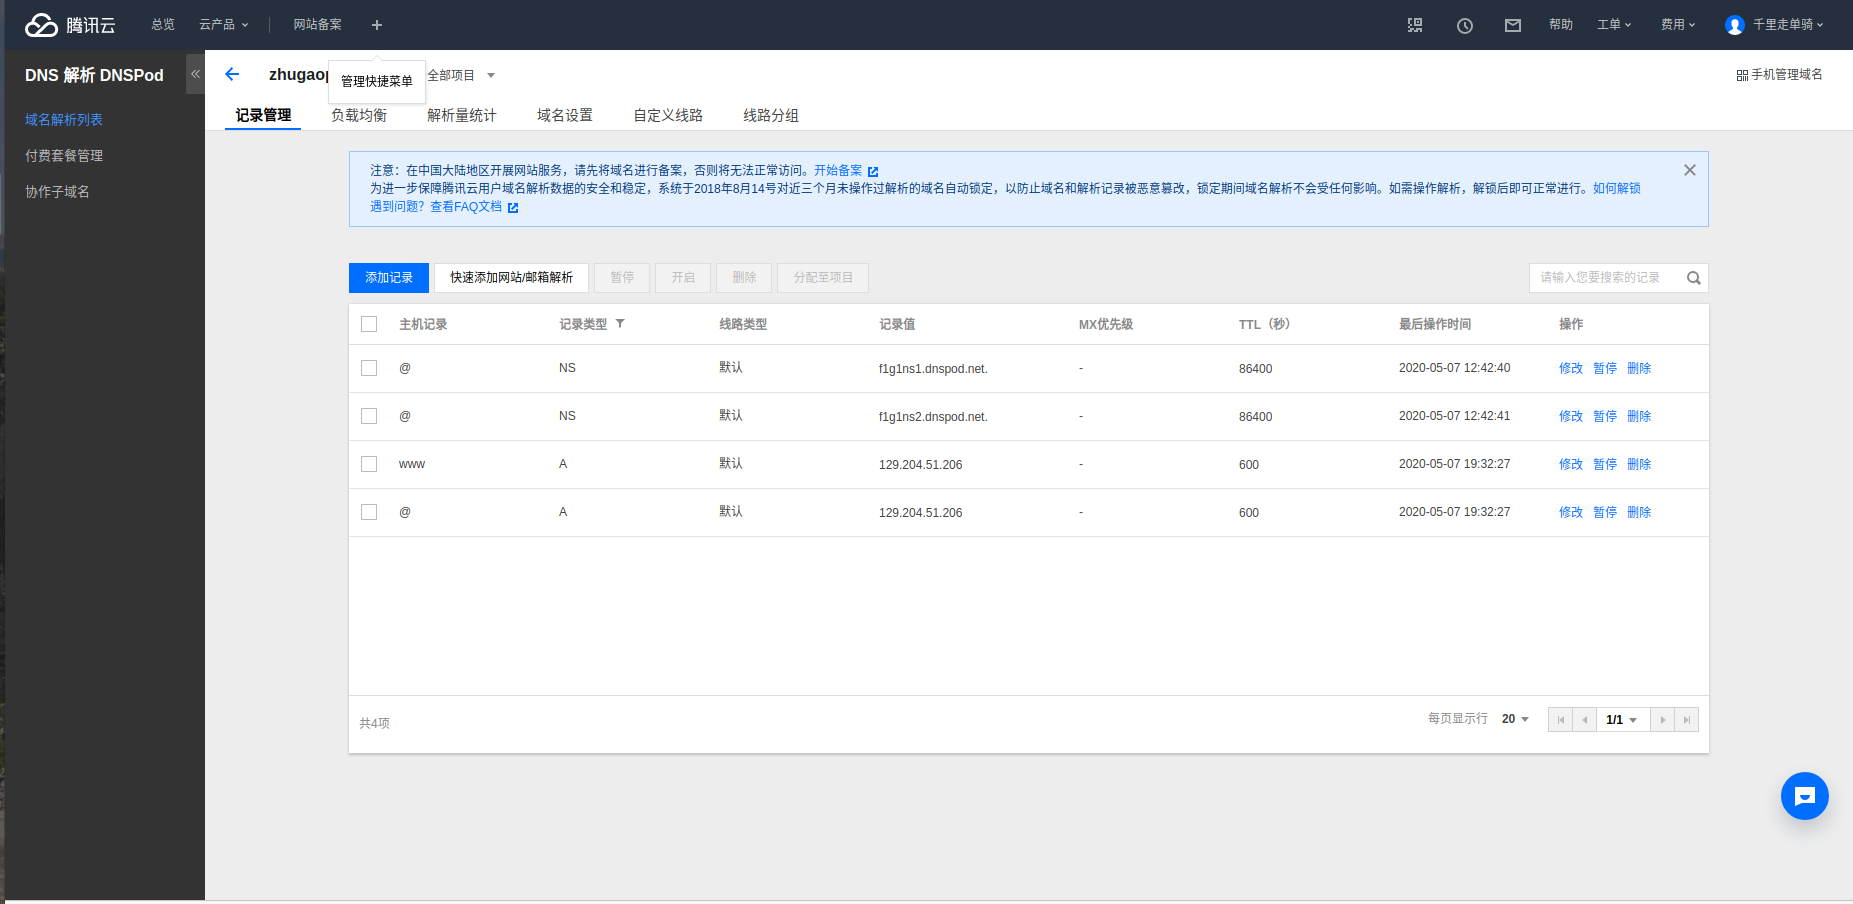 腾讯云 总览 云产品 网站备案 + 帮助 工单 费用 千里走单骑
DNS 解析 DNSPod
域名解析列表
付费套餐管理
协作子域名
管理快捷菜单 全部项目 手机管理域名
记录管理 负载均衡 解析量统计 域名设置 自定义线路 线路分组
注意：在中国大陆地区开展网站服务，请先将域名进行备案，否则将无法正常访问。开始备案
为进一步保障腾讯云用户域名解析数据的安全和稳定，系统于2018年8月14号对近三个月未操作过解析的域名自动锁定，以防止域名和解析记录被恶意篡改，锁定期间域名解析不会受任何影响。如需操作解析，解锁后即可正常进行。如何解锁
遇到问题？查看FAQ文档
添加记录 快速添加网站/邮箱解析 暂停 开启 删除 分配至项目 请输入您要搜索的记录
主机记录 记录类型 线路类型 记录值 MX优先级 TTL（秒） 最后操作时间 操作
@ NS 默认 f1g1ns1.dnspod.net. - 86400 2020-05-07 12:42:40 修改 暂停 删除
@ NS 默认 f1g1ns2.dnspod.net. - 86400 2020-05-07 12:42:41 修改 暂停 删除
www A 默认 129.204.51.206 - 600 2020-05-07 19:32:27 修改 暂停 删除
@ A 默认 129.204.51.206 - 600 2020-05-07 19:32:27 修改 暂停 删除
共4项 每页显示行 20 1/1